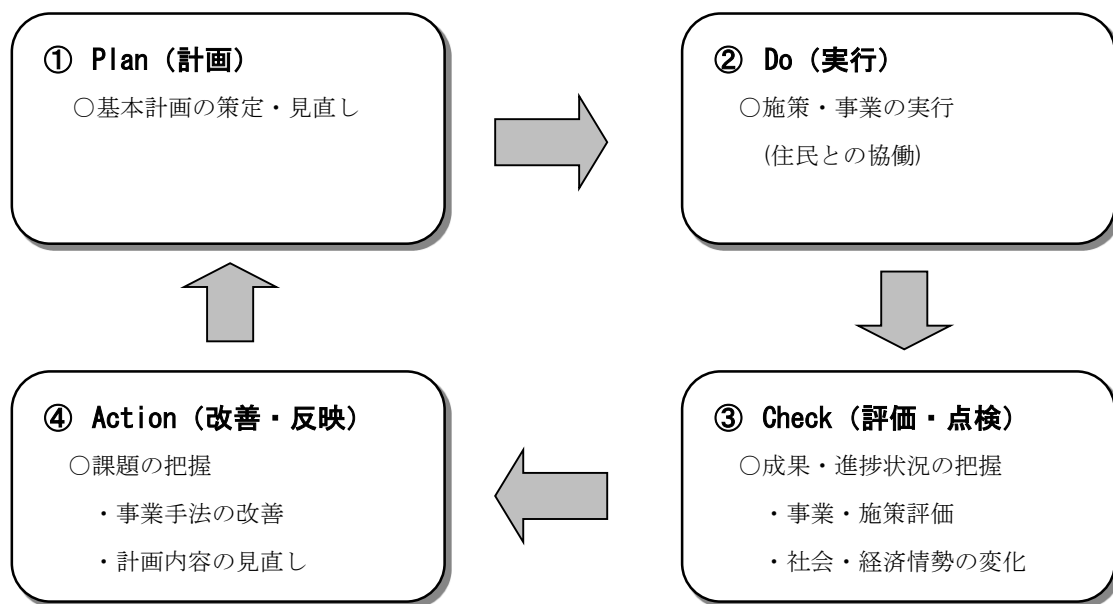 ① Plan（計画）
○基本計画の策定・見直し
② Do（実行）
○施策・事業の実行
(住民との協働)
③ Check（評価・点検）
○成果・進捗状況の把握
・事業・施策評価
・社会・経済情勢の変化
④ Action（改善・反映）
○課題の把握
・事業手法の改善
・計画内容の見直し